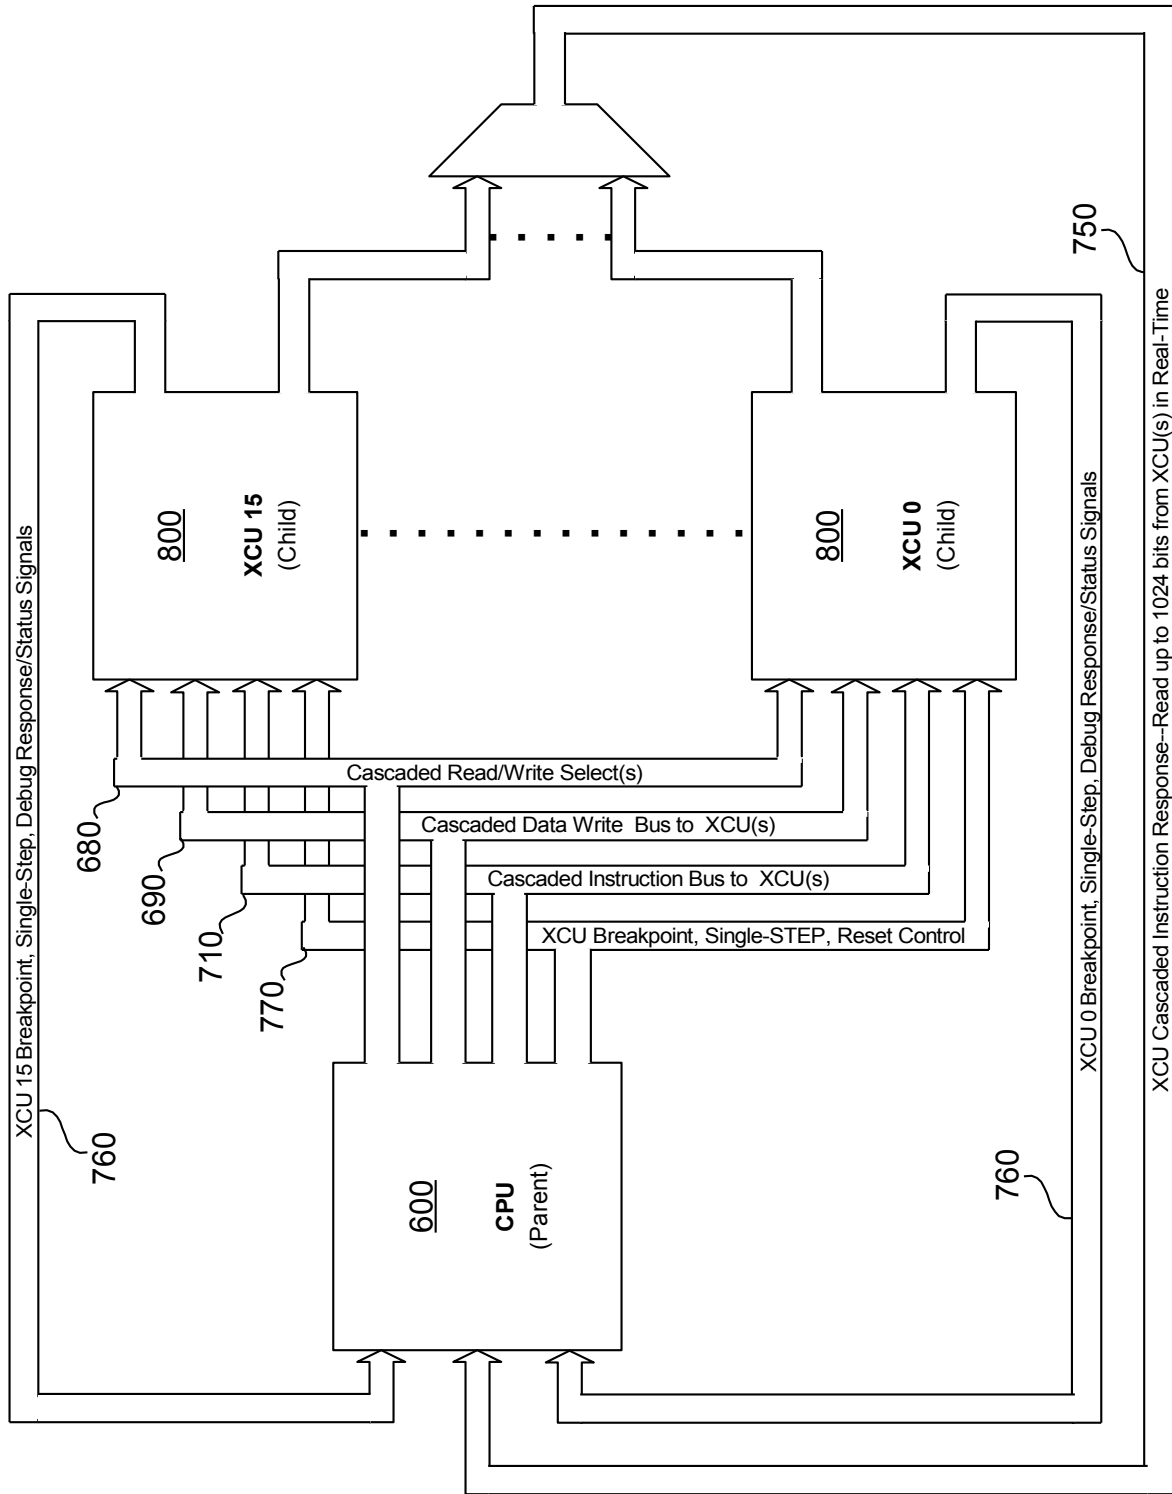 XCU 15 Breakpoint, Single-Step, Debug Response/Status Signals
760
800
XCU 15
(Child)
680
690
710
770
Cascaded Read/Write Select(s)
Cascaded Data Write Bus to XCU(s)
Cascaded Instruction Bus to XCU(s)
XCU Breakpoint, Single-STEP, Reset Control
600
CPU
(Parent)
800
XCU 0
(Child)
760
XCU 0 Breakpoint, Single-Step, Debug Response/Status Signals
750
XCU Cascaded Instruction Response--Read up to 1024 bits from XCU(s) in Real-Time